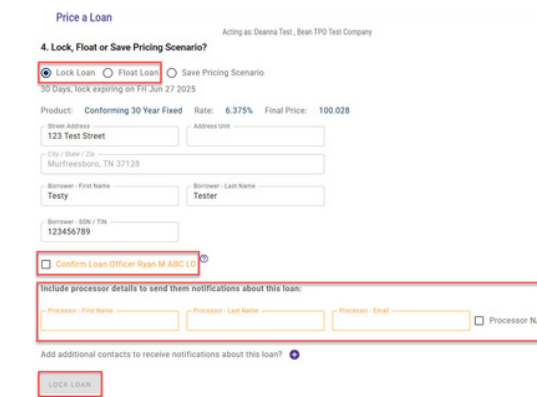 Price a Loan
Acting as: Deanna Test , Bean TPO Test Company
4. Lock, Float or Save Pricing Scenario?
Lock Loan Float Loan Save Pricing Scenario
30 Days, lock expiring on Fri Jun 27 2025
Product: Conforming 30 Year Fixed Rate: 6.375% Final Price: 100.028
Street Address Address Unit
123 Test Street
City / State / Zip
Murfreesboro, TN 37128
Borrower - First Name Borrower - Last Name
Testy Tester
Borrower - SSN / TIN
123456789
Confirm Loan Officer Ryan M ABC LO
Include processor details to send them notifications about this loan:
Processor - First Name Processor - Last Name Processor - Email
Processor N/
Add additional contacts to receive notifications about this loan?
LOCK LOAN